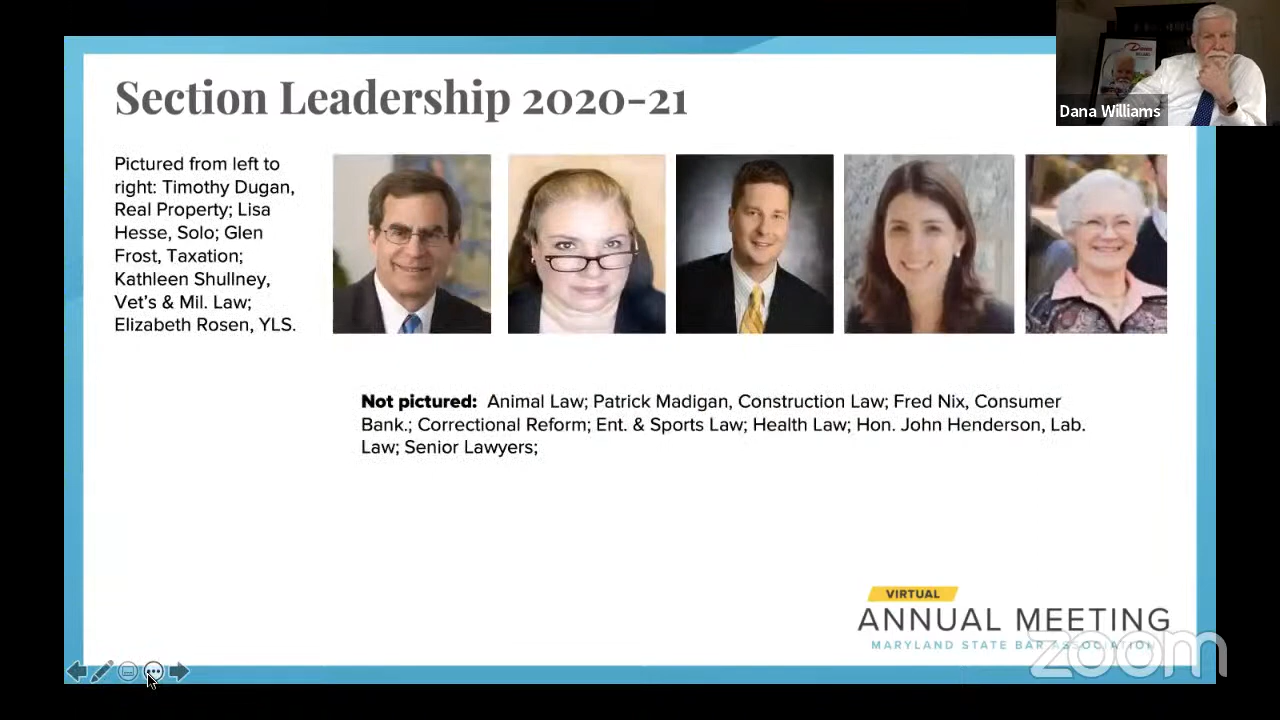 Section Leadership 2020-21
Dana Williams
Pictured from left to
right: Timothy Dugan,
Real Property; Lisa
Hesse, Solo; Glen
Frost, Taxation;
Kathleen Shullney,
Vet’s & Mil. Law;
Elizabeth Rosen, YLS.
Not pictured: Animal Law; Patrick Madigan, Construction Law; Fred Nix, Consumer
Bank.; Correctional Reform; Ent. & Sports Law; Health Law; Hon. John Henderson, Lab.
Law; Senior Lawyers;
VIRTUAL
ANNUAL MEETING
MARYLAND STATE BAR ASSOCIATION
zoom